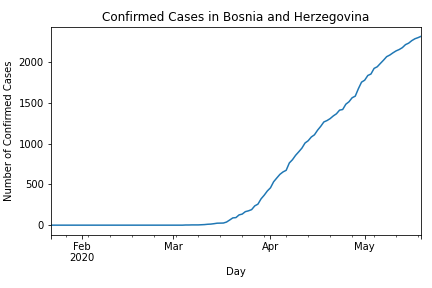 Confirmed Cases in Bosnia and Herzegovina
Number of Confirmed Cases
2000
1500
1000
500
0
Feb
2020
Mar
Apr
May
Day